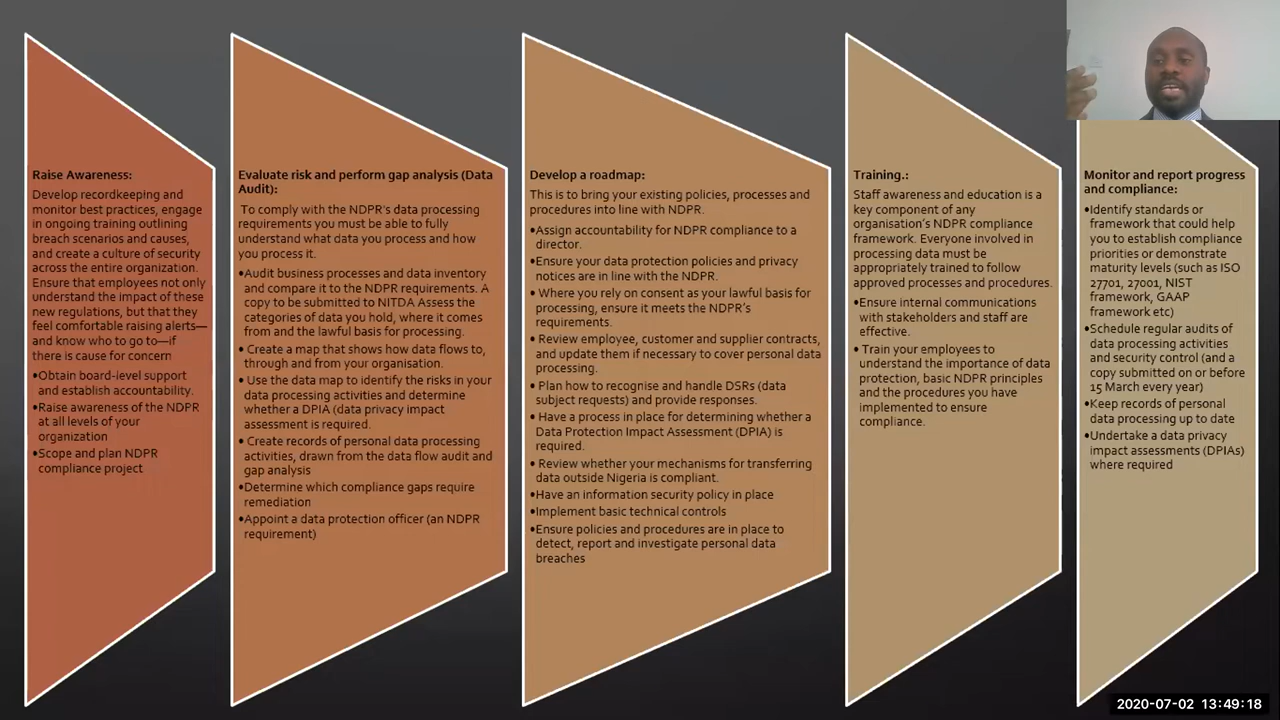 Raise Awareness:
Develop recordkeeping and
monitor best practices, engage
in ongoing training outlining
breach scenarios and causes,
and create a culture of security
across the entire organization.
Ensure that employees not only
understand the impact of these
new regulations, but that they
feel comfortable raising alerts—
and know who to go to—if
there is cause for concern
•Obtain board-level support
and establish accountability.
•Raise awareness of the NDPR
at all levels of your
organization
•Scope and plan NDPR
compliance project
Evaluate risk and perform gap analysis (Data
Audit):
To comply with the NDPR's data processing
requirements you must be able to fully
understand what data you process and how
you process it.
•Audit business processes and data inventory
and compare it to the NDPR requirements. A
copy to be submitted to NITDA Assess the
categories of data you hold, where it comes
from and the lawful basis for processing.
• Create a map that shows how data flows to,
through and from your organisation.
• Use the data map to identify the risks in your
data processing activities and determine
whether a DPIA (data privacy impact
assessment is required.
• Create records of personal data processing
activities, drawn from the data flow audit and
gap analysis
•Determine which compliance gaps require
remediation
•Appoint a data protection officer (an NDPR
requirement)
Develop a roadmap:
This is to bring your existing policies, processes and
procedures into line with NDPR.
•Assign accountability for NDPR compliance to a
director.
•Ensure your data protection policies and privacy
notices are in line with the NDPR.
• Where you rely on consent as your lawful basis for
processing, ensure it meets the NDPR's
requirements.
• Review employee, customer and supplier contracts,
and update them if necessary to cover personal data
processing.
• Plan how to recognise and handle DSRs (data
subject requests) and provide responses.
• Have a process in place for determining whether a
Data Protection Impact Assessment (DPIA) is
required.
• Review whether your mechanisms for transferring
data outside Nigeria is compliant.
•Have an information security policy in place
•Implement basic technical controls
•Ensure policies and procedures are in place to
detect, report and investigate personal data
breaches
Training.:
Staff awareness and education is a
key component of any
organisation's NDPR compliance
framework. Everyone involved in
processing data must be
appropriately trained to follow
approved processes and procedures.
•Ensure internal communications
with stakeholders and staff are
effective.
• Train your employees to
understand the importance of data
protection, basic NDPR principles
and the procedures you have
implemented to ensure
compliance.
Monitor and report progress
and compliance:
•Identify standards or
framework that could help
you to establish compliance
priorities or demonstrate
maturity levels (such as ISO
27701, 27001, NIST
framework, GAAP
framework etc)
•Schedule regular audits of
data processing activities
and security control (and a
copy submitted on or before
15 March every year)
•Keep records of personal
data processing up to date
•Undertake a data privacy
impact assessments (DPIAs)
where required
2020-07-02 13:49:18